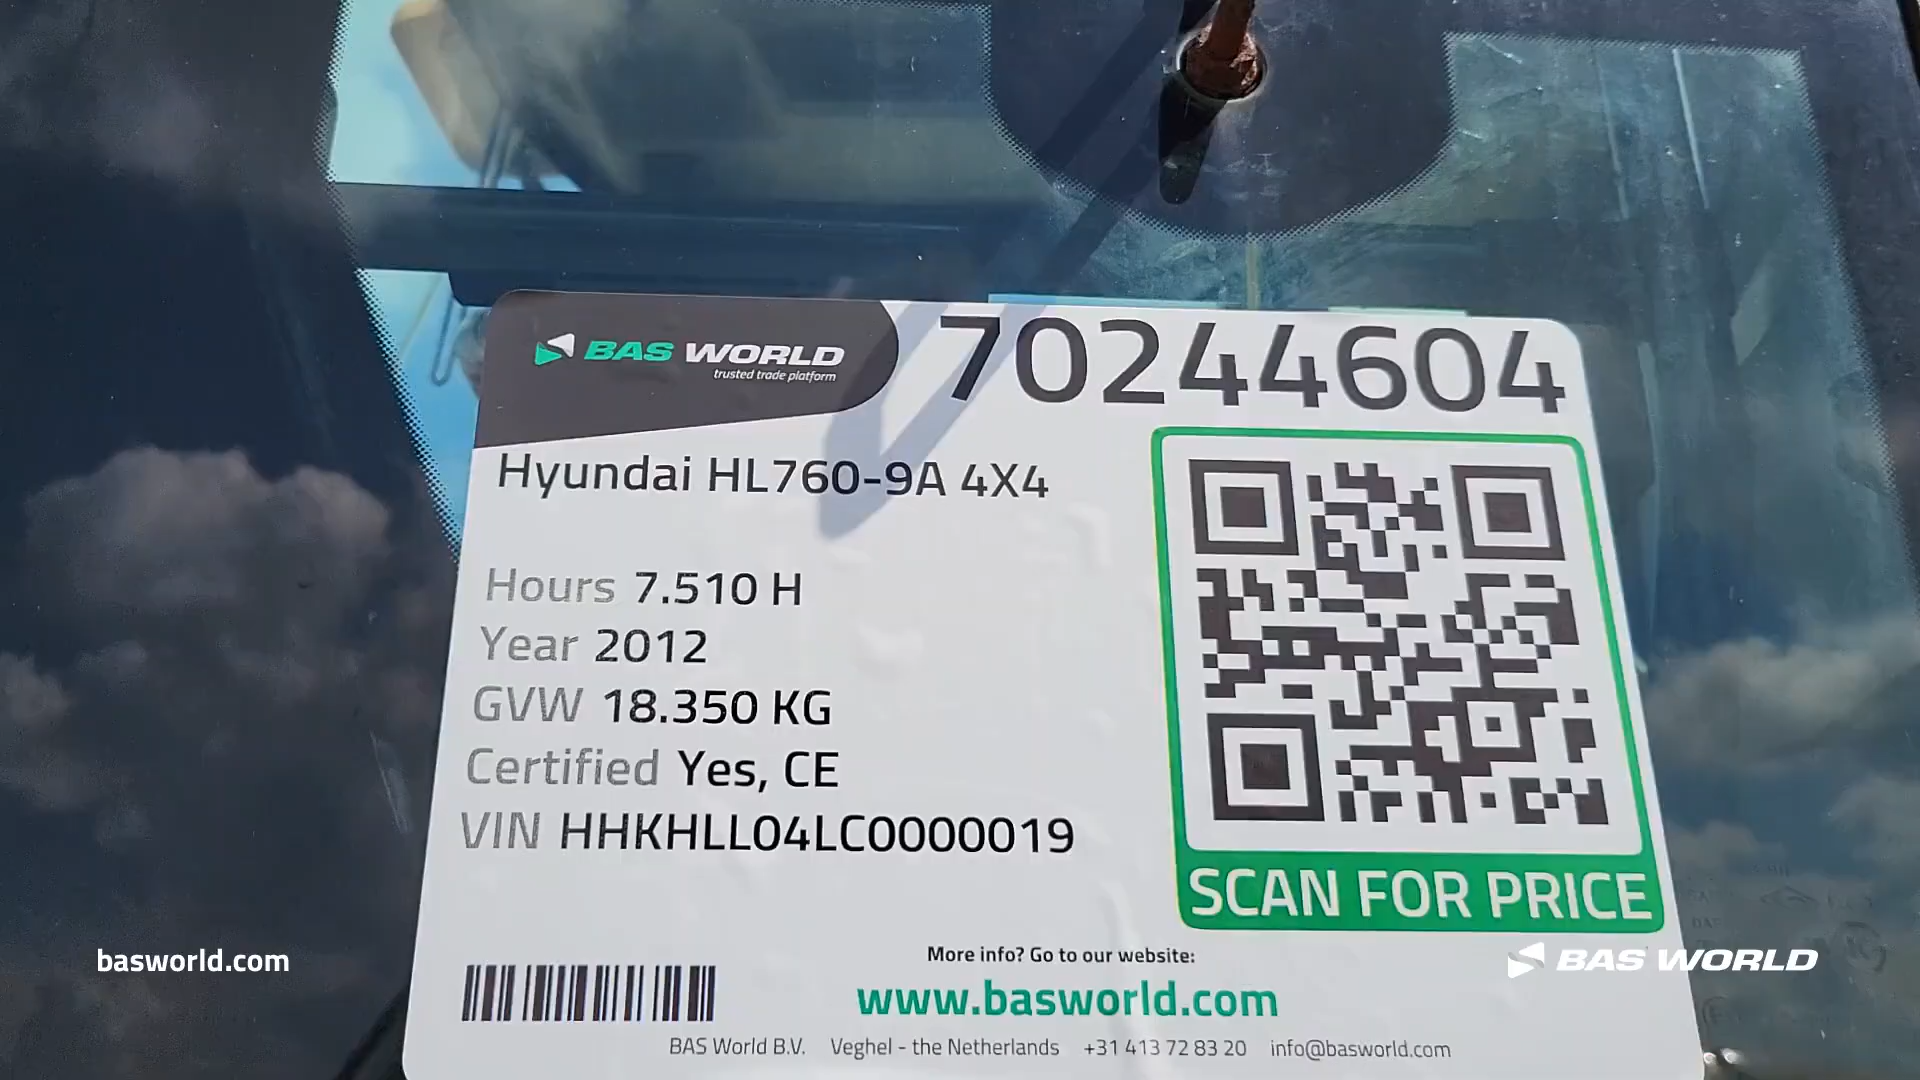 BAS WORLD
trusted trade platform
70244604
Hyundai HL760-9A 4X4
Hours 7.510 H
Year 2012
GVW 18.350 KG
Certified Yes, CE
VIN HHKHLL04LC0000019
SCAN FOR PRICE
More info? Go to our website:
www.basworld.com
BAS World B.V. Veghel - the Netherlands +31 413 72 83 20 info@basworld.com
basworld.com
BAS WORLD